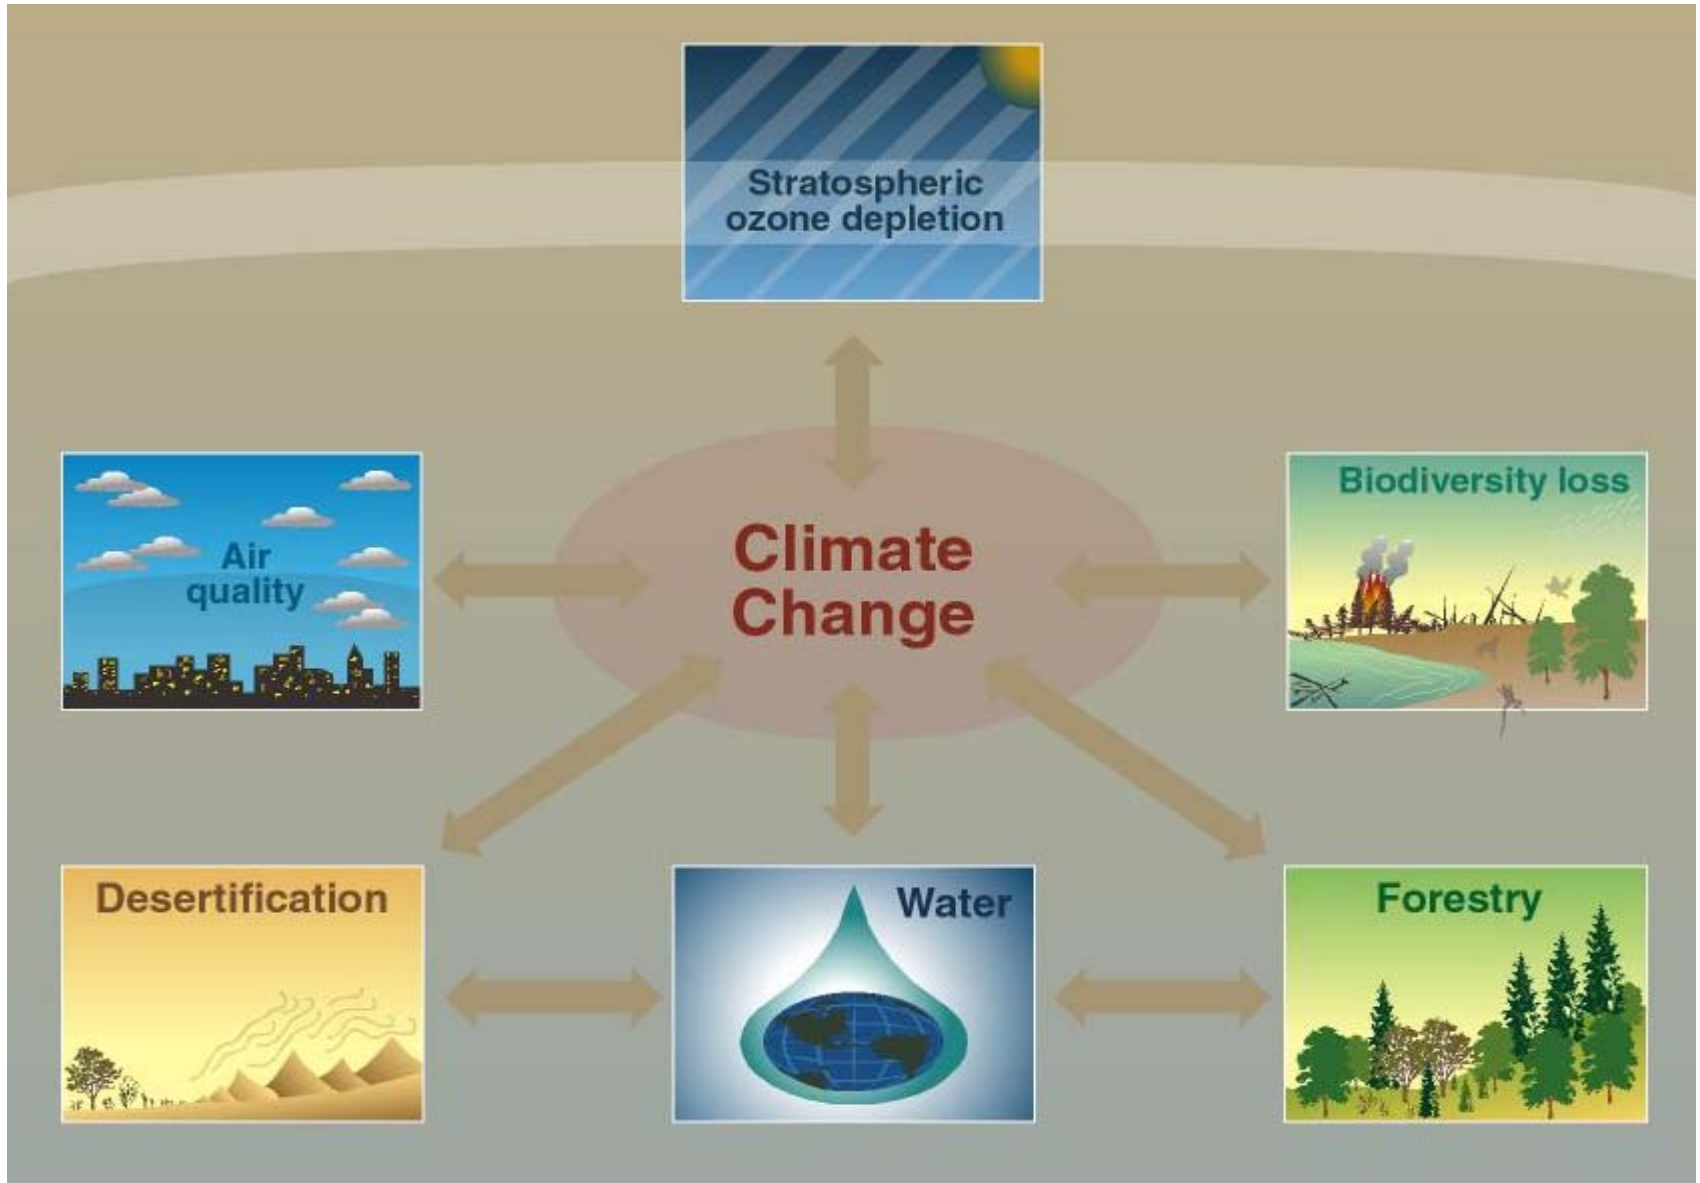 Stratospheric
ozone depletion
Air
quality
Climate
Change
Biodiversity loss
Desertification
Water
Forestry